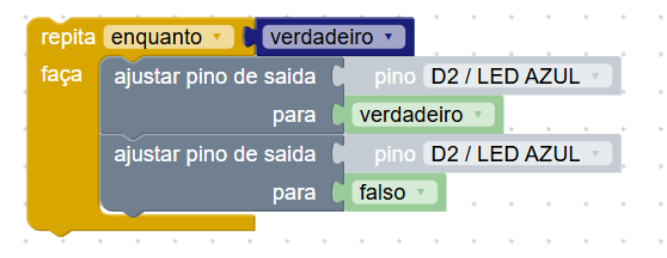 repita enquanto verdadeiro
faça ajustar pino de saida pino D2 / LED AZUL
para verdadeiro
ajustar pino de saida pino D2 / LED AZUL
para falso